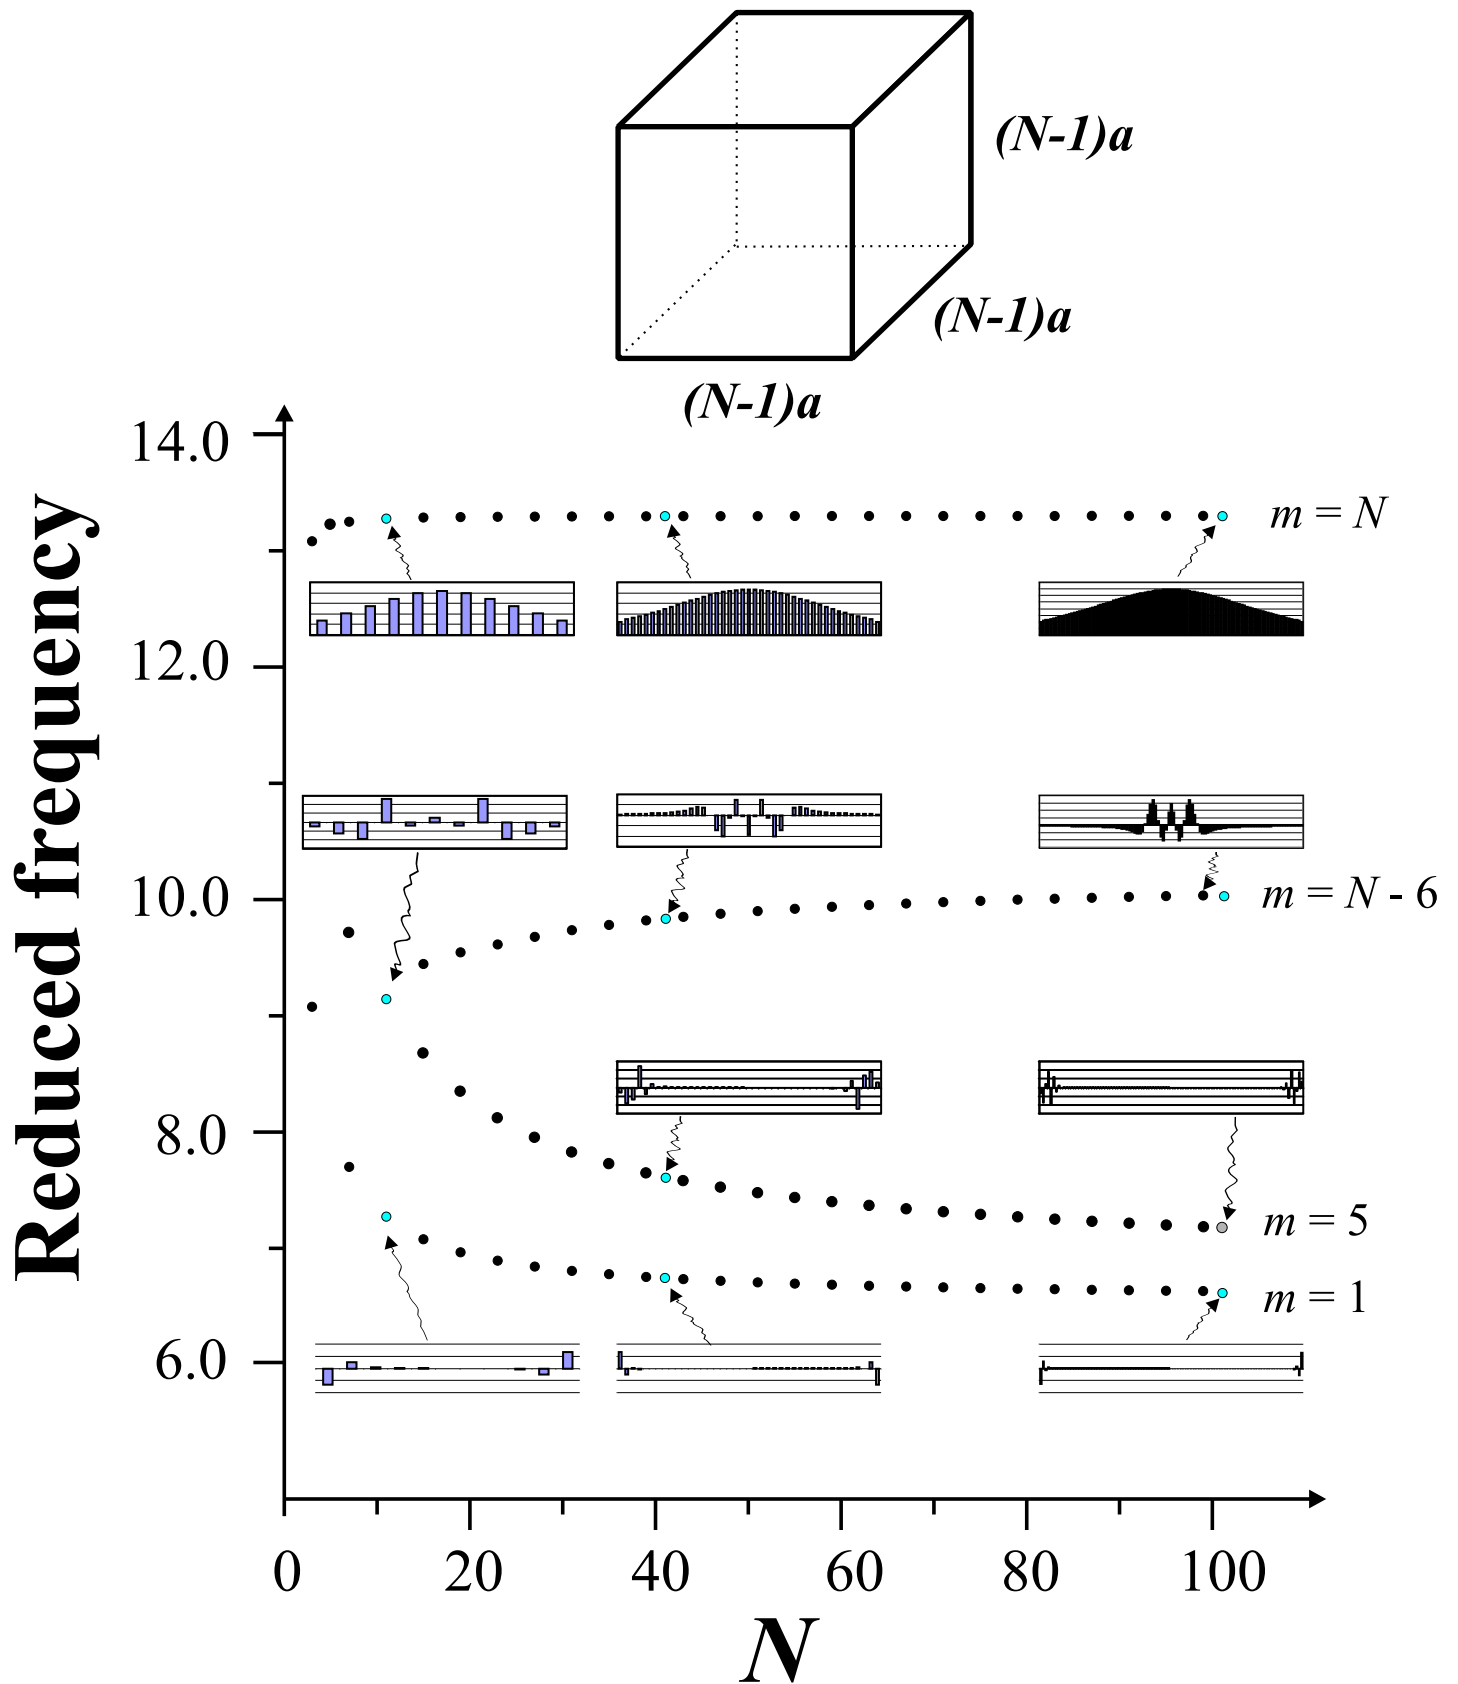 (N-1)a
(N-1)a
(N-1)a
Reduced frequency
14.0
12.0
10.0
8.0
6.0
m = N
m = N - 6
m = 5
m = 1
0 20 40 60 80 100
N